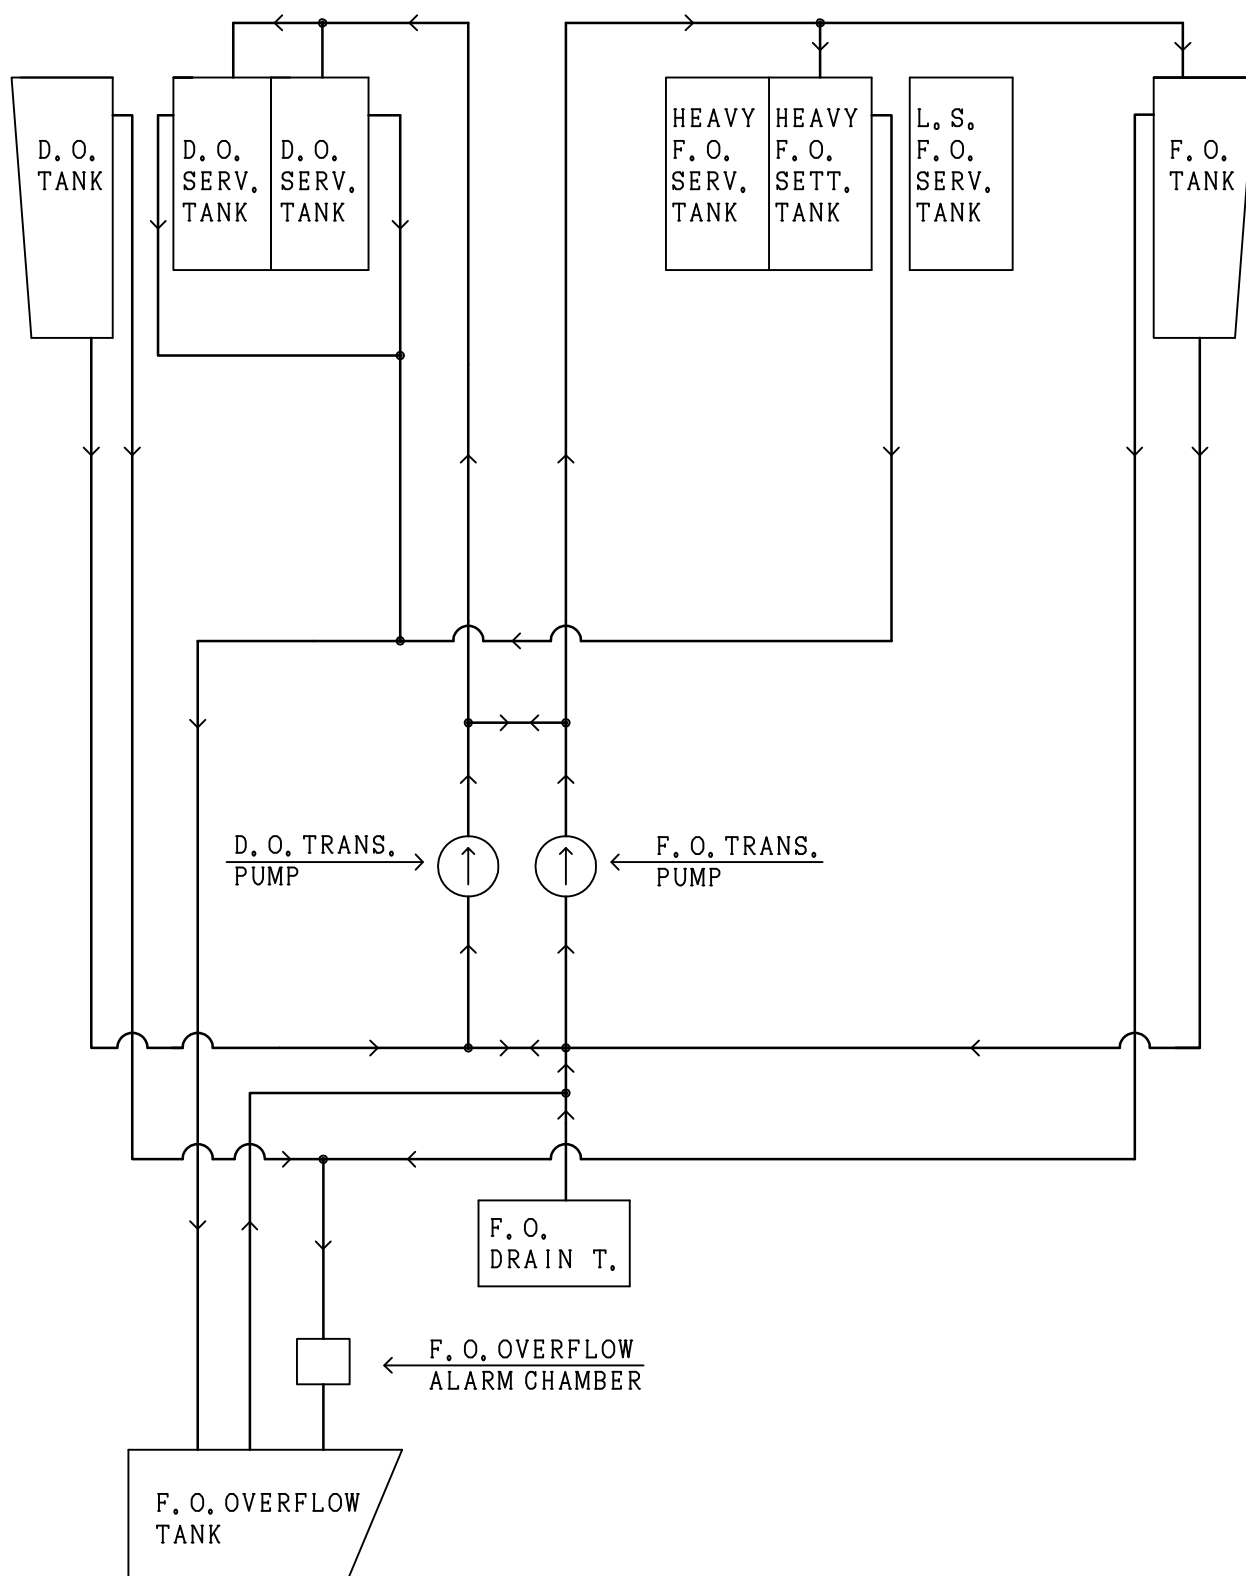 D. O.
TANK
D. O.
SERV.
TANK
D. O.
SERV.
TANK
HEAVY
F. O.
SERV.
TANK
HEAVY
F. O.
SETT.
TANK
L. S.
F. O.
SERV.
TANK
F. O.
TANK
D. O. TRANS.
PUMP
F. O. TRANS.
PUMP
F. O.
DRAIN T.
F. O. OVERFLOW
ALARM CHAMBER
F. O. OVERFLOW
TANK